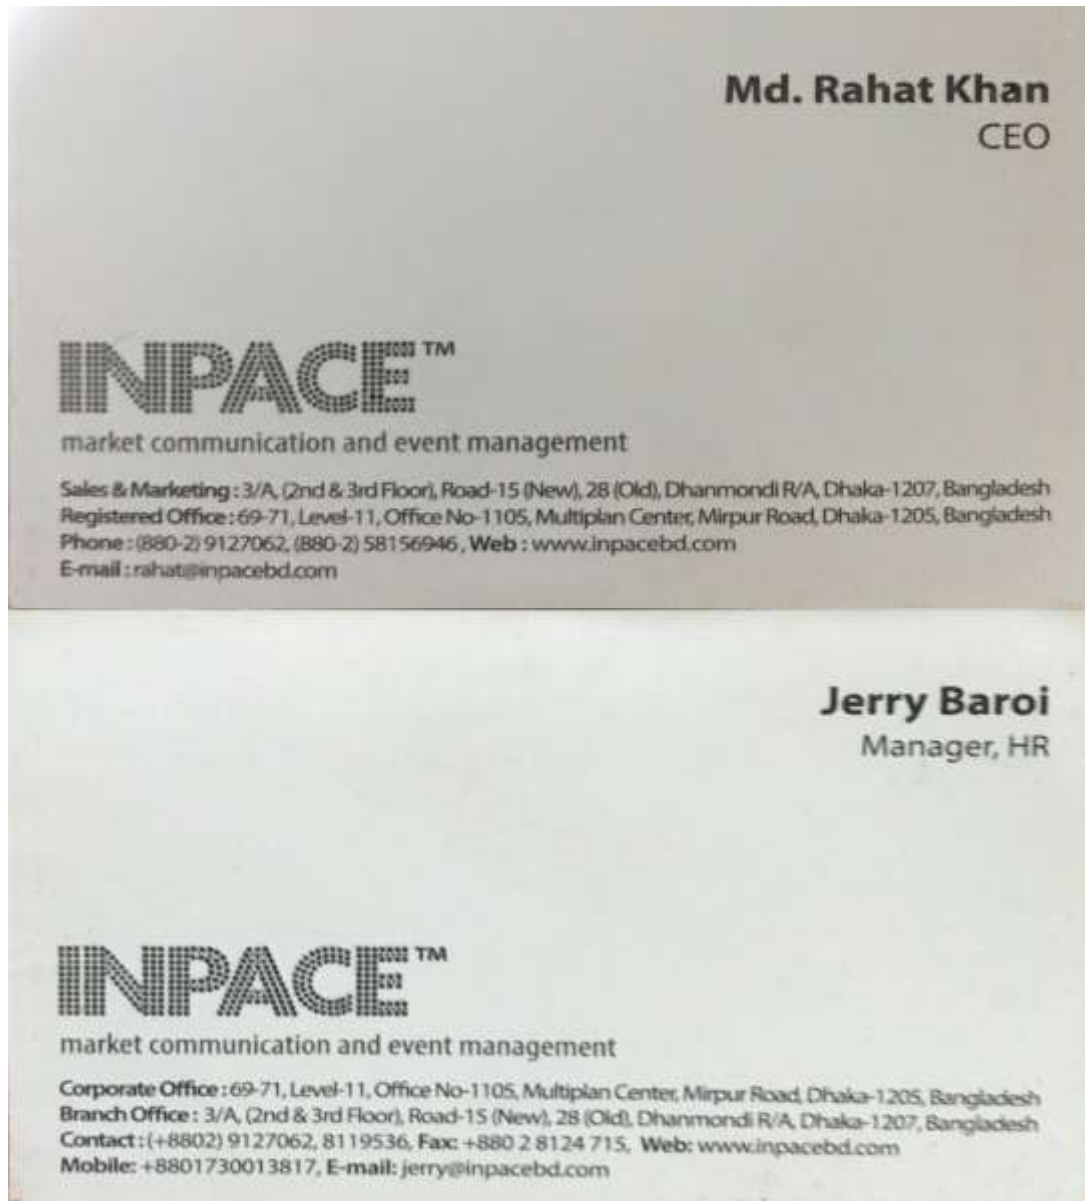 Md. Rahat Khan
CEO
INPACE™
market communication and event management
Sales & Marketing : 3/A, (2nd & 3rd Floor), Road-15 (New), 28 (Old), Dhanmondi R/A, Dhaka-1207, Bangladesh
Registered Office : 69-71, Level-11, Office No-1105, Multiplan Center, Mirpur Road, Dhaka-1205, Bangladesh
Phone : (880-2) 9127062, (880-2) 58156946 , Web : www.inpacebd.com
E-mail : rahat@inpacebd.com
Jerry Baroi
Manager, HR
INPACE™
market communication and event management
Corporate Office : 69-71, Level-11, Office No-1105, Multiplan Center, Mirpur Road, Dhaka-1205, Bangladesh
Branch Office : 3/A, (2nd & 3rd Floor), Road-15 (New), 28 (Old), Dhanmondi R/A, Dhaka-1207, Bangladesh
Contact : (+8802) 9127062, 8119536, Fax: +880 2 8124 715, Web: www.inpacebd.com
Mobile: +8801730013817, E-mail: jerry@inpacebd.com